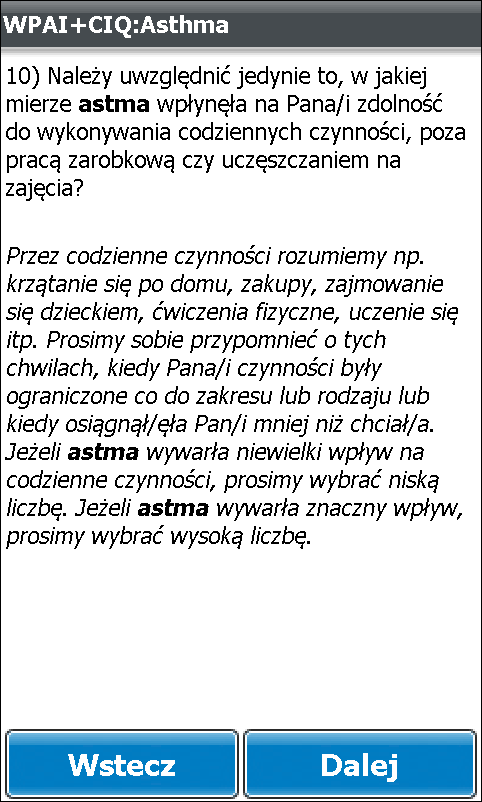 WPAI+CIQ:Asthma
10) Należy uwzględnić jedynie to, w jakiej
mierze astma wpłynęła na Pana/i zdolność
do wykonywania codziennych czynności, poza
pracą zarobkową czy uczęszczaniem na
zajęcia?
Przez codzienne czynności rozumiemy np.
krzątanie się po domu, zakupy, zajmowanie
się dzieckiem, ćwiczenia fizyczne, uczenie się
itp. Prosimy sobie przypomnieć o tych
chwilach, kiedy Pana/i czynności były
ograniczone co do zakresu lub rodzaju lub
kiedy osiągnął/ęła Pan/i mniej niż chciał/a.
Jeżeli astma wywarła niewielki wpływ na
codzienne czynności, prosimy wybrać niską
liczbę. Jeżeli astma wywarła znaczny wpływ,
prosimy wybrać wysoką liczbę.
Wstecz
Dalej